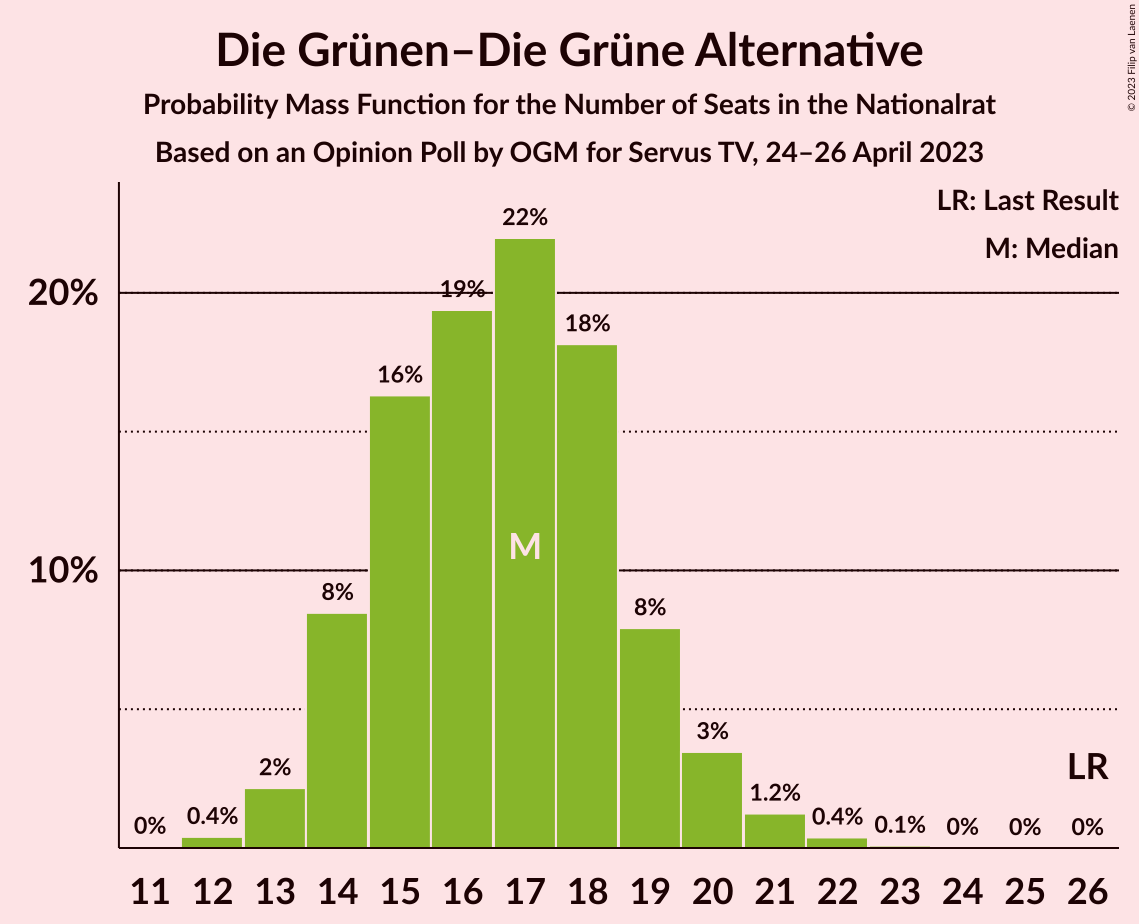 Die Grünen–Die Grüne Alternative
Probability Mass Function for the Number of Seats in the Nationalrat
Based on an Opinion Poll by OGM for Servus TV, 24–26 April 2023
© 2023 Filip van Laenen
LR: Last Result
M: Median
20%
10%
0%
0.4%
2%
8%
16%
19%
22%
18%
8%
3%
1.2%
0.4%
0.1%
0%
0%
0%
M
LR
11 12 13 14 15 16 17 18 19 20 21 22 23 24 25 26